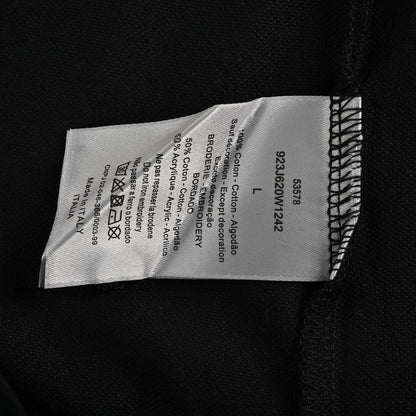 53578
923J620W1242
L
100% Coton - Cotton - Algodão
Sauf décoration - Except decoration
Exceto decoração
BRODERIE - EMBROIDERY
BORDADO
50% Coton - Cotton - Algodão
50% Acrylique - Acrylic - Acrílico
Ne pas repasser la broderie
Do not iron embroidery
Não passar a ferro o bordado
Made in ITALY
ITALIA